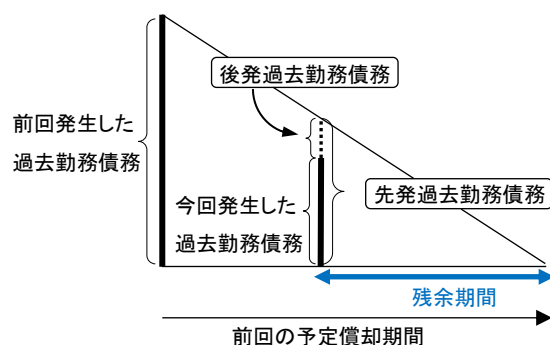 後発過去勤務債務
前回発生した
過去勤務債務
先発過去勤務債務
今回発生した
過去勤務債務
残余期間
前回の予定償却期間